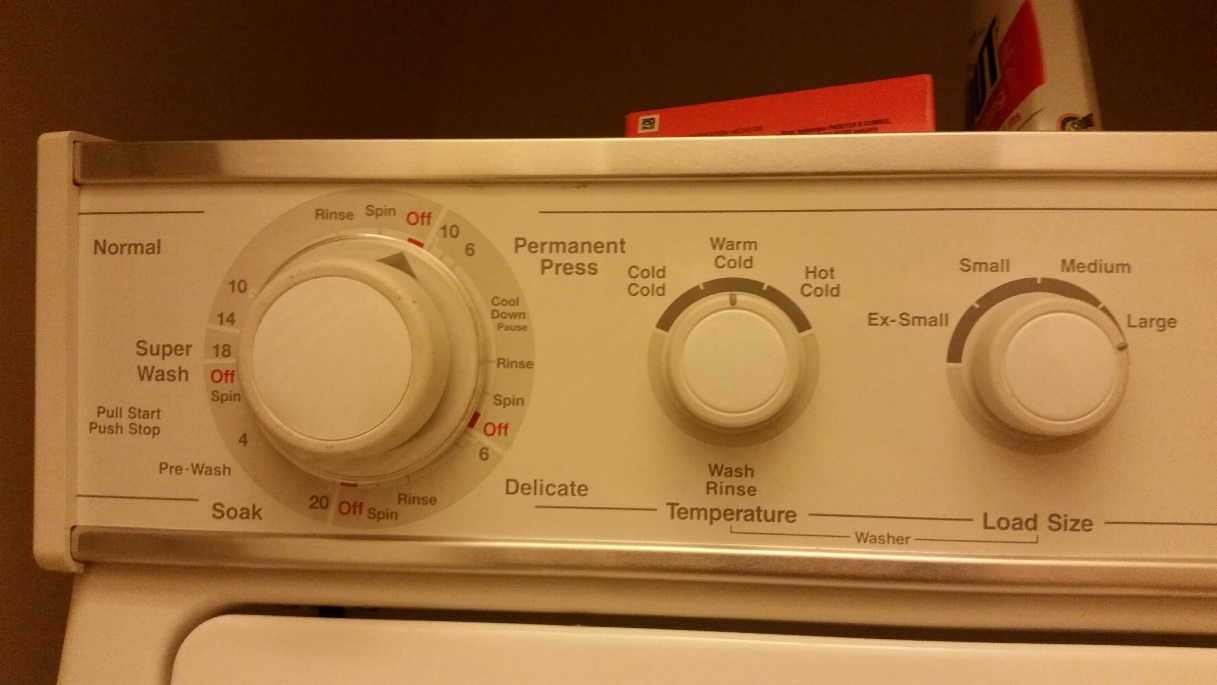 Normal
Super
Wash
Pull Start
Push Stop
Pre-Wash
Soak
Rinse
Spin
Off
10
6
Cool
Down
Pause
Rinse
Spin
Off
6
Rinse
Spin
Off
20
4
Spin
Off
18
14
10
Permanent
Press
Delicate
Cold
Cold
Warm
Cold
Hot
Cold
Wash
Rinse
Temperature
Ex-Small
Small
Medium
Large
Load Size
Washer